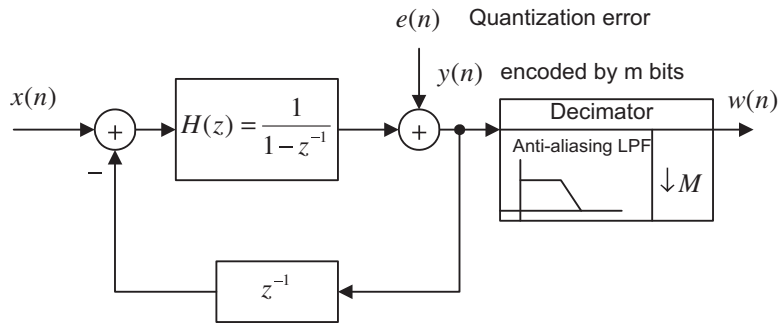 e(n) Quantization error
x(n)
y(n) encoded by m bits
w(n)
+
H(z) = 1 / (1 − z⁻¹)
+
Decimator
Anti-aliasing LPF
↓ M
−
z⁻¹